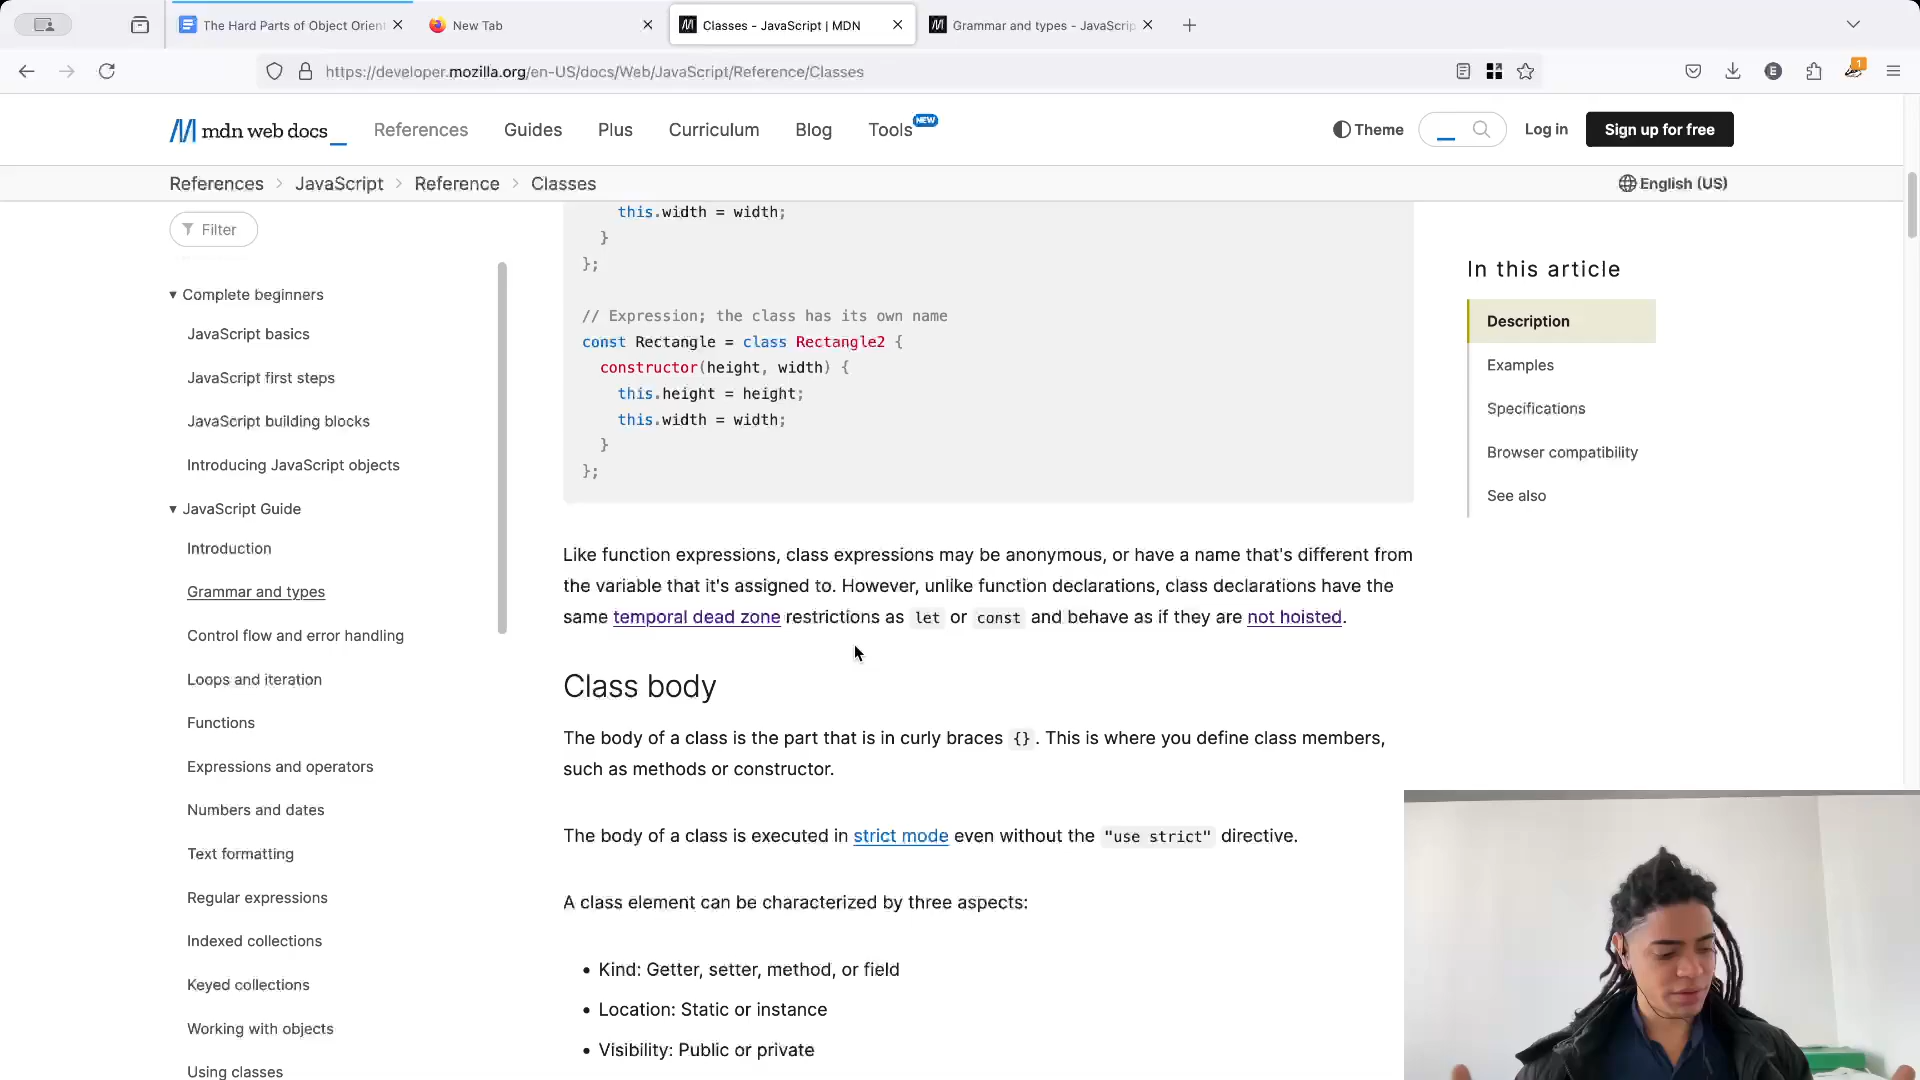 The Hard Parts of Object Orient
New Tab
Classes - JavaScript | MDN
Grammar and types - JavaScrip
https://developer.mozilla.org/en-US/docs/Web/JavaScript/Reference/Classes
E
1
mdn web docs_
References
Guides
Plus
Curriculum
Blog
Tools NEW
Theme
Log in
Sign up for free
References > JavaScript > Reference > Classes
English (US)
Filter
Complete beginners
JavaScript basics
JavaScript first steps
JavaScript building blocks
Introducing JavaScript objects
JavaScript Guide
Introduction
Grammar and types
Control flow and error handling
Loops and iteration
Functions
Expressions and operators
Numbers and dates
Text formatting
Regular expressions
Indexed collections
Keyed collections
Working with objects
Using classes
this.width = width;
}
};
// Expression; the class has its own name
const Rectangle = class Rectangle2 {
constructor(height, width) {
this.height = height;
this.width = width;
}
};
Like function expressions, class expressions may be anonymous, or have a name that's different from
the variable that it's assigned to. However, unlike function declarations, class declarations have the
same temporal dead zone restrictions as let or const and behave as if they are not hoisted.
Class body
The body of a class is the part that is in curly braces {}. This is where you define class members,
such as methods or constructor.
The body of a class is executed in strict mode even without the "use strict" directive.
A class element can be characterized by three aspects:
• Kind: Getter, setter, method, or field
• Location: Static or instance
• Visibility: Public or private
In this article
Description
Examples
Specifications
Browser compatibility
See also